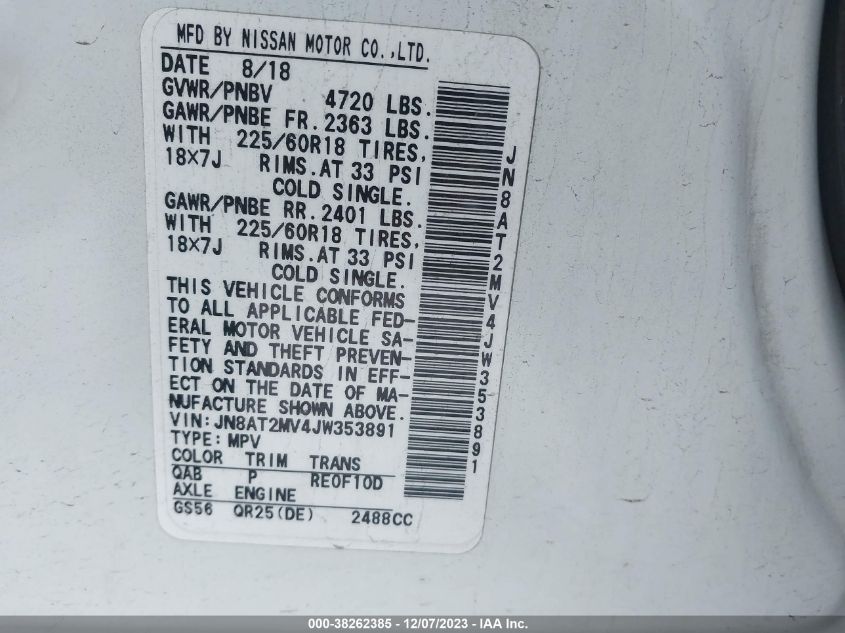 MFD BY NISSAN MOTOR CO.,LTD.
DATE 8/18
GVWR/PNBV 4720 LBS.
GAWR/PNBE FR. 2363 LBS.
WITH 225/60R18 TIRES,
18X7J RIMS. AT 33 PSI
COLD SINGLE.
GAWR/PNBE RR. 2401 LBS.
WITH 225/60R18 TIRES,
18X7J RIMS. AT 33 PSI
COLD SINGLE.
THIS VEHICLE CONFORMS
TO ALL APPLICABLE FED-
ERAL MOTOR VEHICLE SA-
FETY AND THEFT PREVEN-
TION STANDARDS IN EFF-
ECT ON THE DATE OF MA-
NUFACTURE SHOWN ABOVE.
VIN: JN8AT2MV4JW353891
TYPE: MPV
COLOR TRIM TRANS
QAB P RE0F10D
AXLE ENGINE
GS56 QR25(DE) 2488CC
JN8AT2MV4JW353891
000-38262385 - 12/07/2023 - IAA Inc.